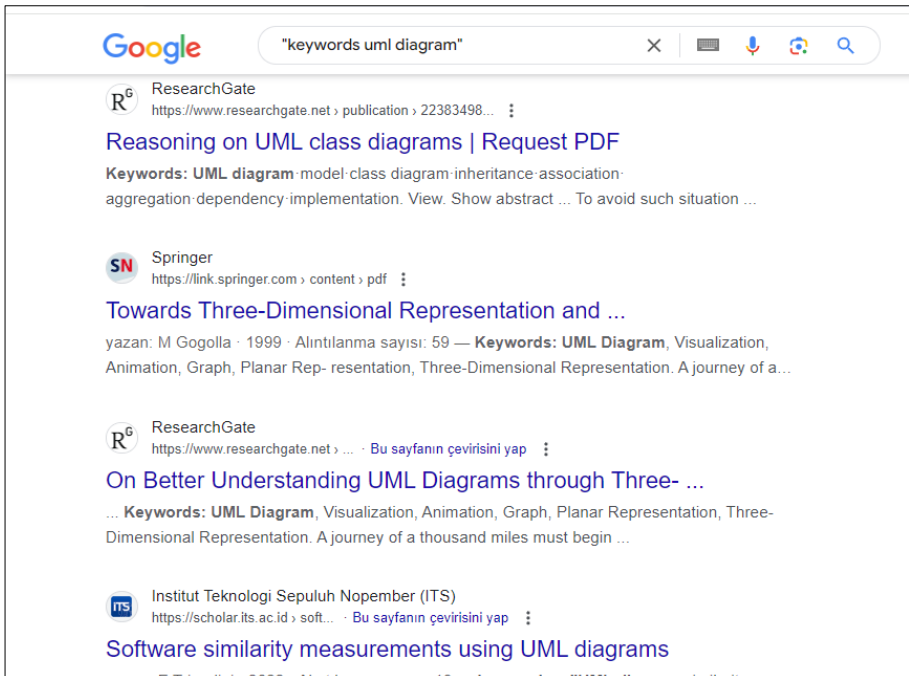 Google
"keywords uml diagram"
ResearchGate
https://www.researchgate.net › publication › 22383498...
Reasoning on UML class diagrams | Request PDF
Keywords: UML diagram·model·class diagram·inheritance·association·
aggregation·dependency·implementation. View. Show abstract ... To avoid such situation ...
SN
Springer
https://link.springer.com › content › pdf
Towards Three-Dimensional Representation and ...
yazan: M Gogolla · 1999 · Alıntılanma sayısı: 59 — Keywords: UML Diagram, Visualization,
Animation, Graph, Planar Rep- resentation, Three-Dimensional Representation. A journey of a...
RG
ResearchGate
https://www.researchgate.net › ... · Bu sayfanın çevirisini yap
On Better Understanding UML Diagrams through Three- ...
... Keywords: UML Diagram, Visualization, Animation, Graph, Planar Representation, Three-
Dimensional Representation. A journey of a thousand miles must begin ...
ITS
Institut Teknologi Sepuluh Nopember (ITS)
https://scholar.its.ac.id › soft... · Bu sayfanın çevirisini yap
Software similarity measurements using UML diagrams